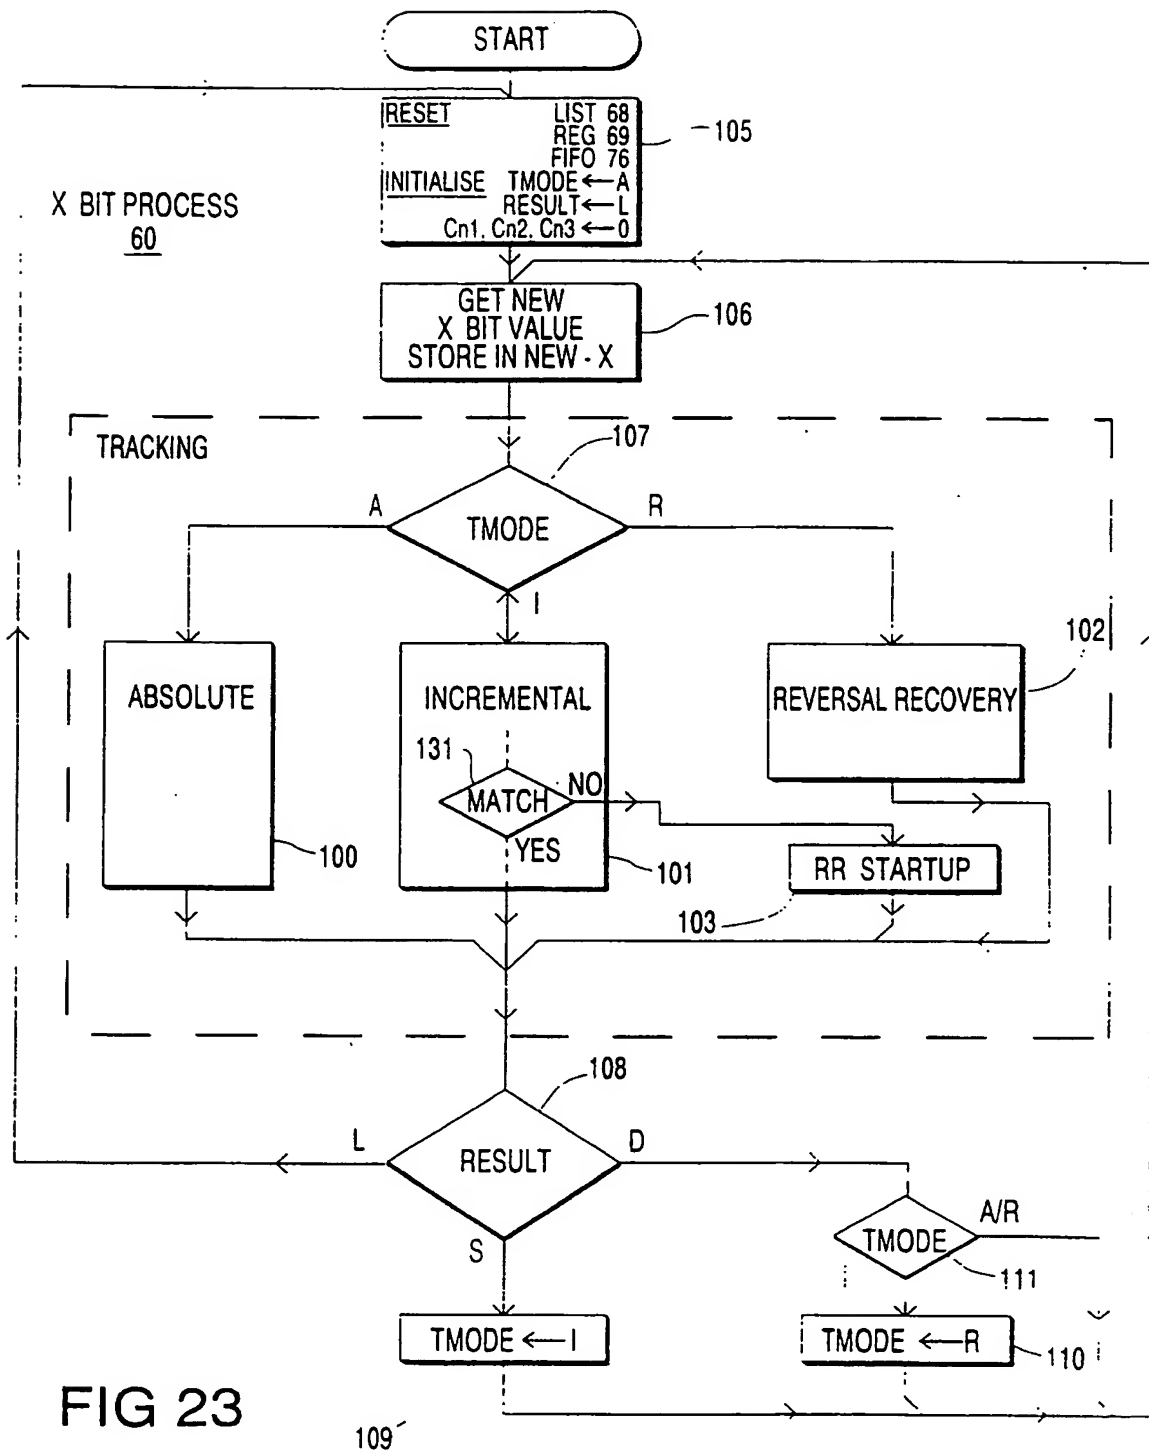 START
RESET LIST 68
REG 69
FIFO 76
INITIALISE TMODE ← A
RESULT ← L
Cn1, Cn2, Cn3 ← 0
105
X BIT PROCESS
60
GET NEW
X BIT VALUE
STORE IN NEW - X
106
TRACKING
107
A
TMODE
R
I
102
ABSOLUTE
INCREMENTAL
REVERSAL RECOVERY
131
MATCH
NO
YES
100
101
RR STARTUP
103
108
L
RESULT
D
S
A/R
TMODE
111
TMODE ← I
TMODE ← R
110
FIG 23
109